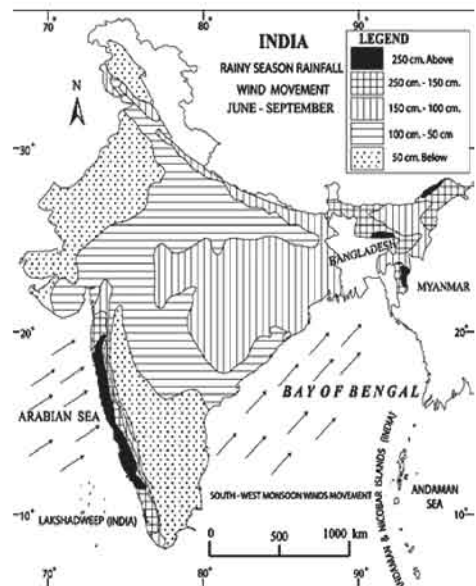 70°
80°
90°
INDIA
RAINY SEASON RAINFALL
WIND MOVEMENT
JUNE - SEPTEMBER
LEGEND
250 cm. Above
250 cm. - 150 cm.
150 cm - 100 cm.
100 cm - 50 cm
50 cm. Below
N
30°
30°
BANGLADESH
MYANMAR
20°
20°
BAY OF BENGAL
ARABIAN SEA
ANDAMAN & NICOBAR ISLANDS (INDIA)
ANDAMAN
SEA
SOUTH - WEST MONSOON WINDS MOVEMENT
LAKSHADWEEP (INDIA)
10°
10°
0 500 1000 km
80°
90°